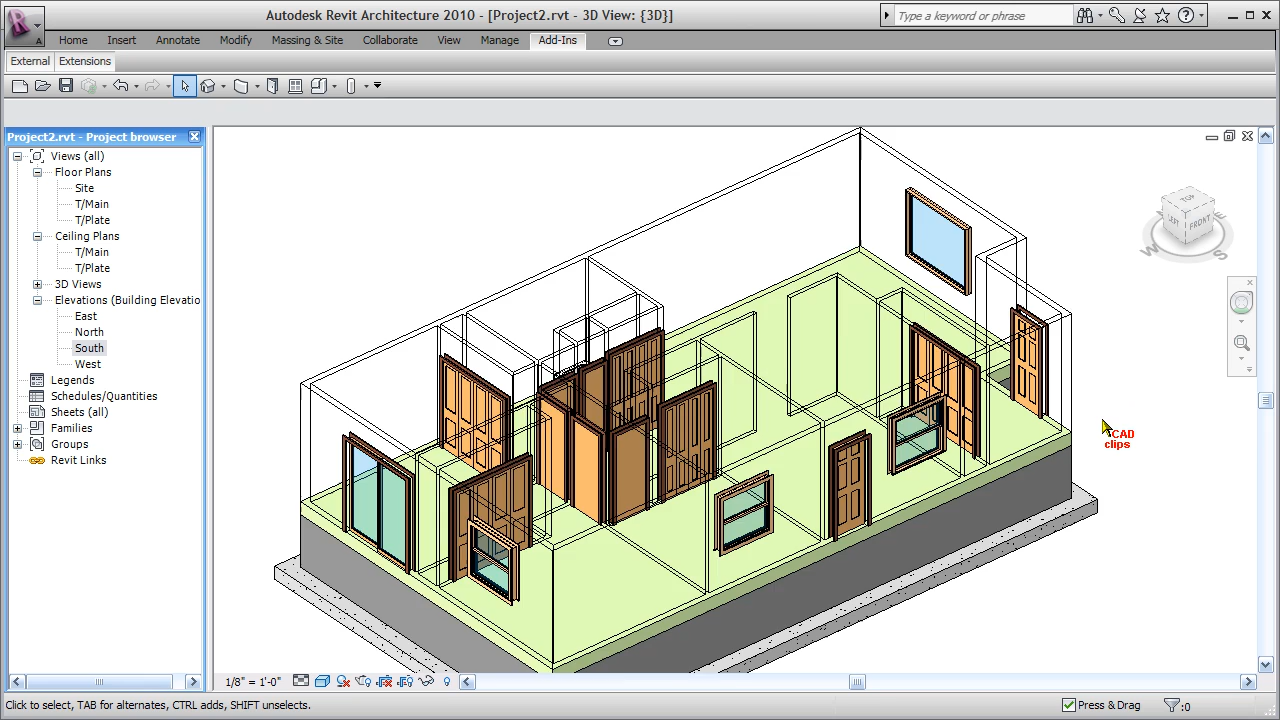 Autodesk Revit Architecture 2010 - [Project2.rvt - 3D View: {3D}]
Type a keyword or phrase
Home Insert Annotate Modify Massing & Site Collaborate View Manage Add-Ins
External Extensions
Project2.rvt - Project browser
Views (all)
Floor Plans
Site
T/Main
T/Plate
Ceiling Plans
T/Main
T/Plate
3D Views
Elevations (Building Elevatio
East
North
South
West
Legends
Schedules/Quantities
Sheets (all)
Families
Groups
Revit Links
TOP
LEFT FRONT
W S E
CAD
clips
1/8" = 1'-0"
Click to select, TAB for alternates, CTRL adds, SHIFT unselects.
Press & Drag
:0